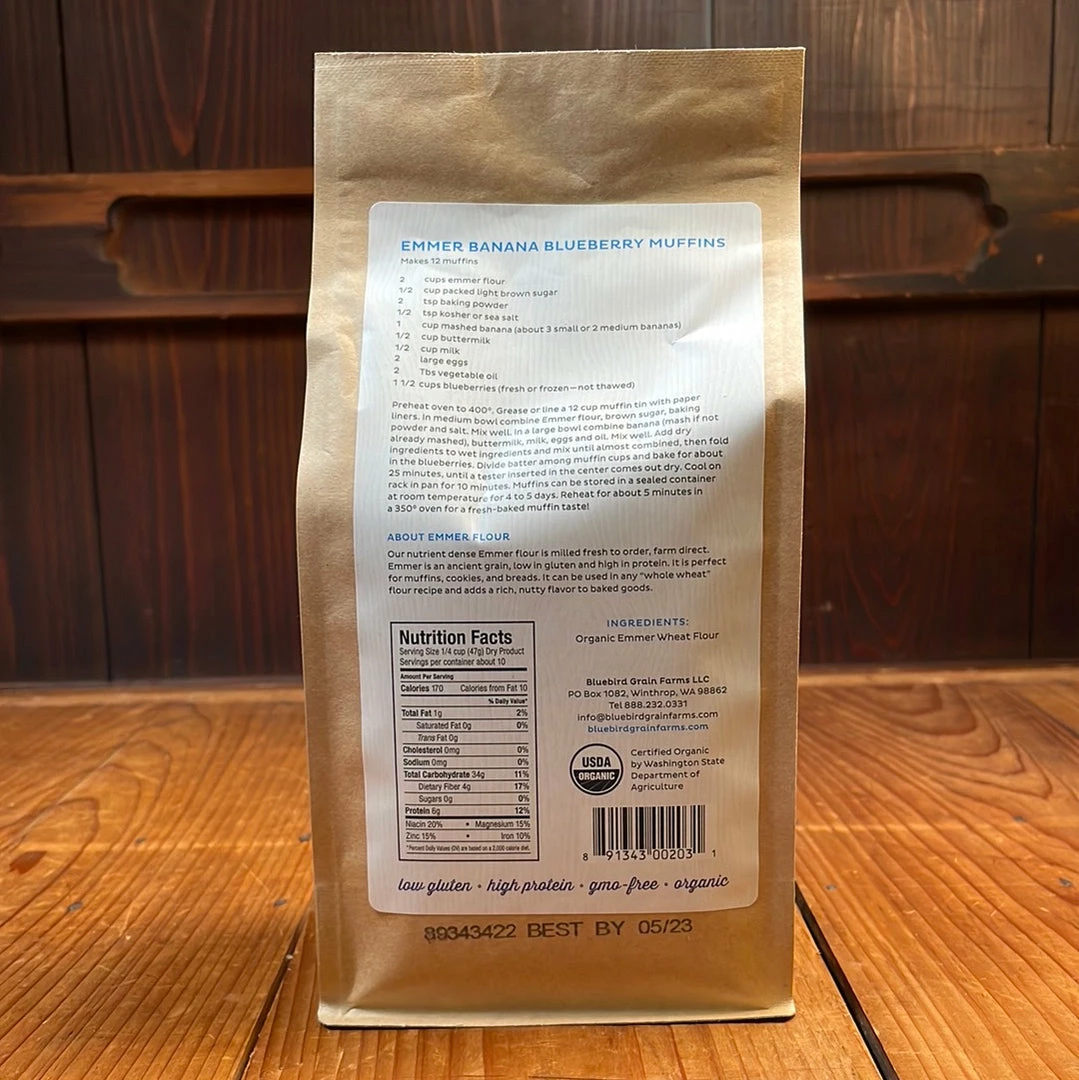 EMMER BANANA BLUEBERRY MUFFINS
Makes 12 muffins
2 cups emmer flour
1/2 cup packed light brown sugar
2 tsp baking powder
1/2 tsp kosher or sea salt
1 cup mashed banana (about 3 small or 2 medium bananas)
1/2 cup buttermilk
1/2 cup milk
2 large eggs
2 Tbs vegetable oil
1 1/2 cups blueberries (fresh or frozen—not thawed)
Preheat oven to 400°. Grease or line a 12 cup muffin tin with paper
liners. In medium bowl combine Emmer flour, brown sugar, baking
powder and salt. Mix well. In a large bowl combine banana (mash if not
already mashed), buttermilk, milk, eggs and oil. Mix well. Add dry
ingredients to wet ingredients and mix until almost combined, then fold
in the blueberries. Divide batter among muffin cups and bake for about
25 minutes, until a tester inserted in the center comes out dry. Cool on
rack in pan for 10 minutes. Muffins can be stored in a sealed container
at room temperature for 4 to 5 days. Reheat for about 5 minutes in
a 350° oven for a fresh-baked muffin taste!
ABOUT EMMER FLOUR
Our nutrient dense Emmer flour is milled fresh to order, farm direct.
Emmer is an ancient grain, low in gluten and high in protein. It is perfect
for muffins, cookies, and breads. It can be used in any "whole wheat"
flour recipe and adds a rich, nutty flavor to baked goods.
Nutrition Facts
Serving Size 1/4 cup (47g) Dry Product
Servings per container about 10
Amount Per Serving
Calories 170 Calories from Fat 10
% Daily Value*
Total Fat 1g 2%
Saturated Fat 0g 0%
Trans Fat 0g
Cholesterol 0mg 0%
Sodium 0mg 0%
Total Carbohydrate 34g 11%
Dietary Fiber 4g 17%
Sugars 0g 0%
Protein 6g 12%
Niacin 20% • Magnesium 15%
Zinc 15% • Iron 10%
*Percent Daily Values (DV) are based on a 2,000 calorie diet.
INGREDIENTS:
Organic Emmer Wheat Flour
Bluebird Grain Farms LLC
PO Box 1082, Winthrop, WA 98862
Tel 888.232.0331
info@bluebirdgrainfarms.com
bluebirdgrainfarms.com
USDA
ORGANIC
Certified Organic
by Washington State
Department of
Agriculture
8 91343 00203 1
low gluten • high protein • gmo-free • organic
89343422 BEST BY 05/23